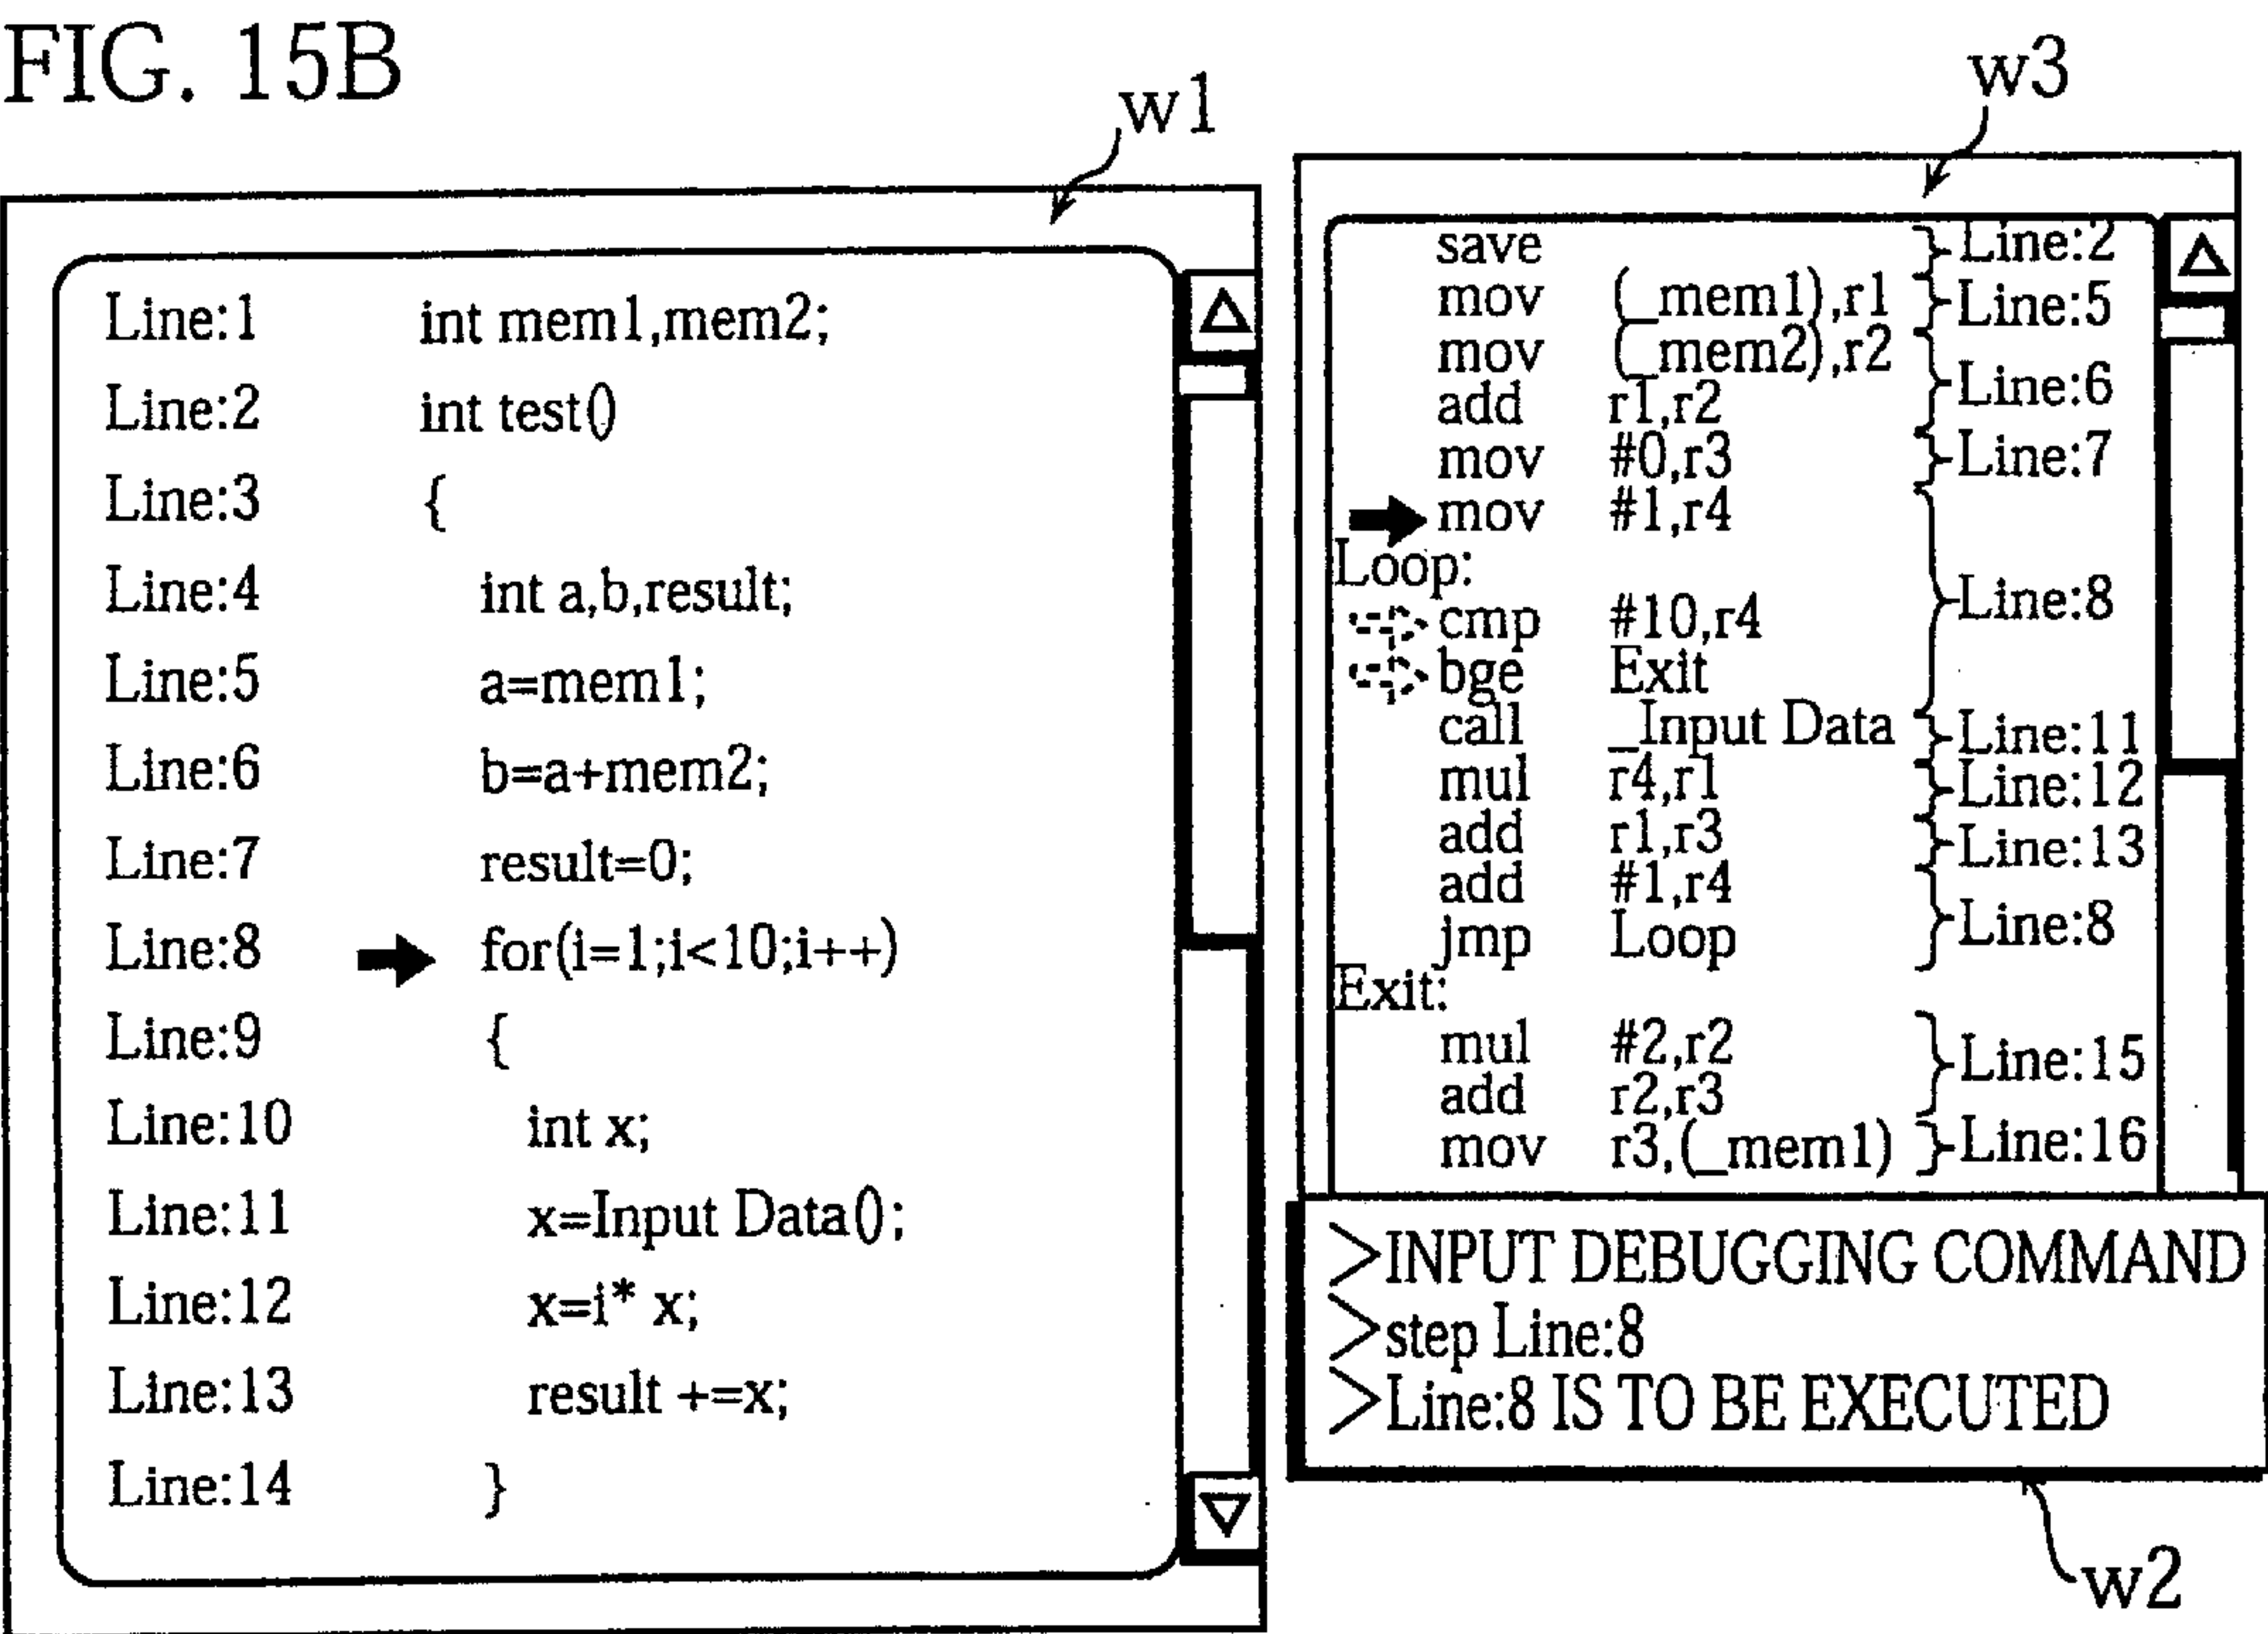 FIG. 15B
w1
Line:1 int mem1,mem2;
Line:2 int test()
Line:3 {
Line:4 int a,b,result;
Line:5 a=mem1;
Line:6 b=a+mem2;
Line:7 result=0;
Line:8 for(i=1;i<10;i++)
Line:9 {
Line:10 int x;
Line:11 x=Input Data();
Line:12 x=i* x;
Line:13 result +=x;
Line:14 }
w3
save Line:2
mov (_mem1),r1 Line:5
mov (_mem2),r2
add r1,r2 Line:6
mov #0,r3 Line:7
mov #1,r4
Loop:
cmp #10,r4 Line:8
bge Exit
call _Input Data Line:11
mul r4,r1 Line:12
add r1,r3 Line:13
add #1,r4
jmp Loop Line:8
Exit:
mul #2,r2 Line:15
add r2,r3
mov r3,(_mem1) Line:16
>INPUT DEBUGGING COMMAND
>step Line:8
>Line:8 IS TO BE EXECUTED
w2